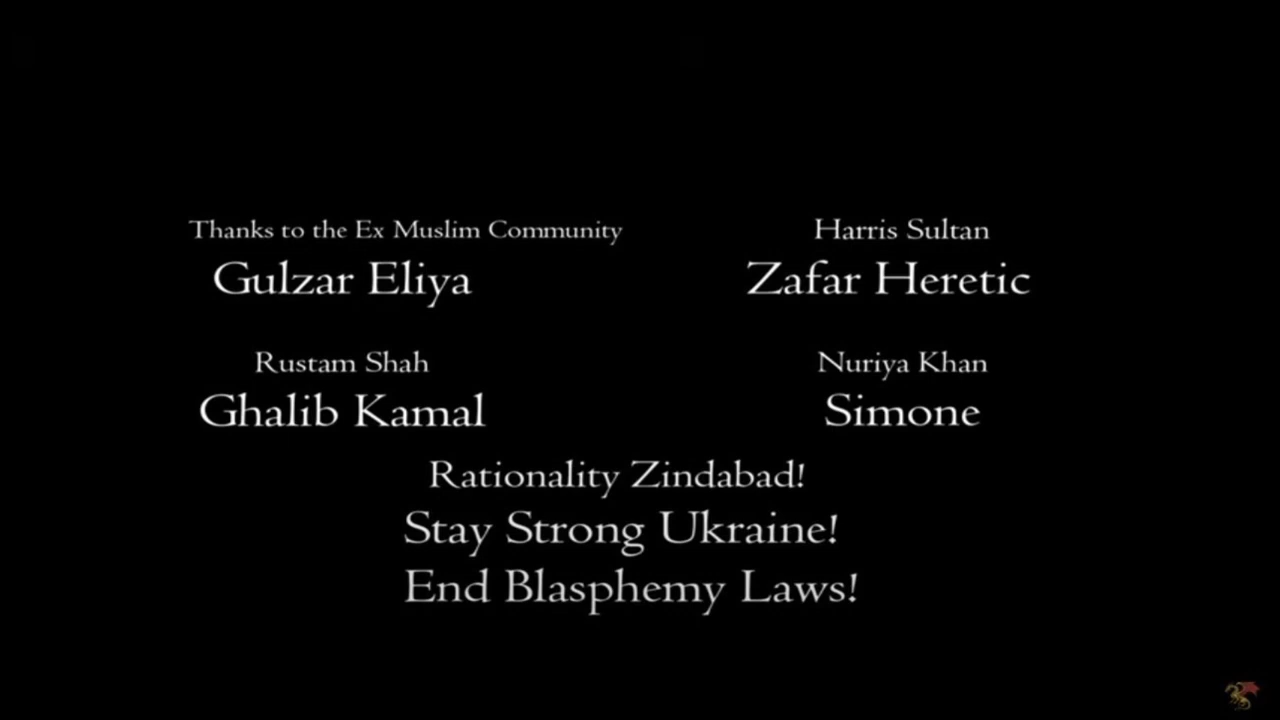 Thanks to the Ex Muslim Community
Gulzar Eliya
Harris Sultan
Zafar Heretic
Rustam Shah
Ghalib Kamal
Nuriya Khan
Simone
Rationality Zindabad!
Stay Strong Ukraine!
End Blasphemy Laws!